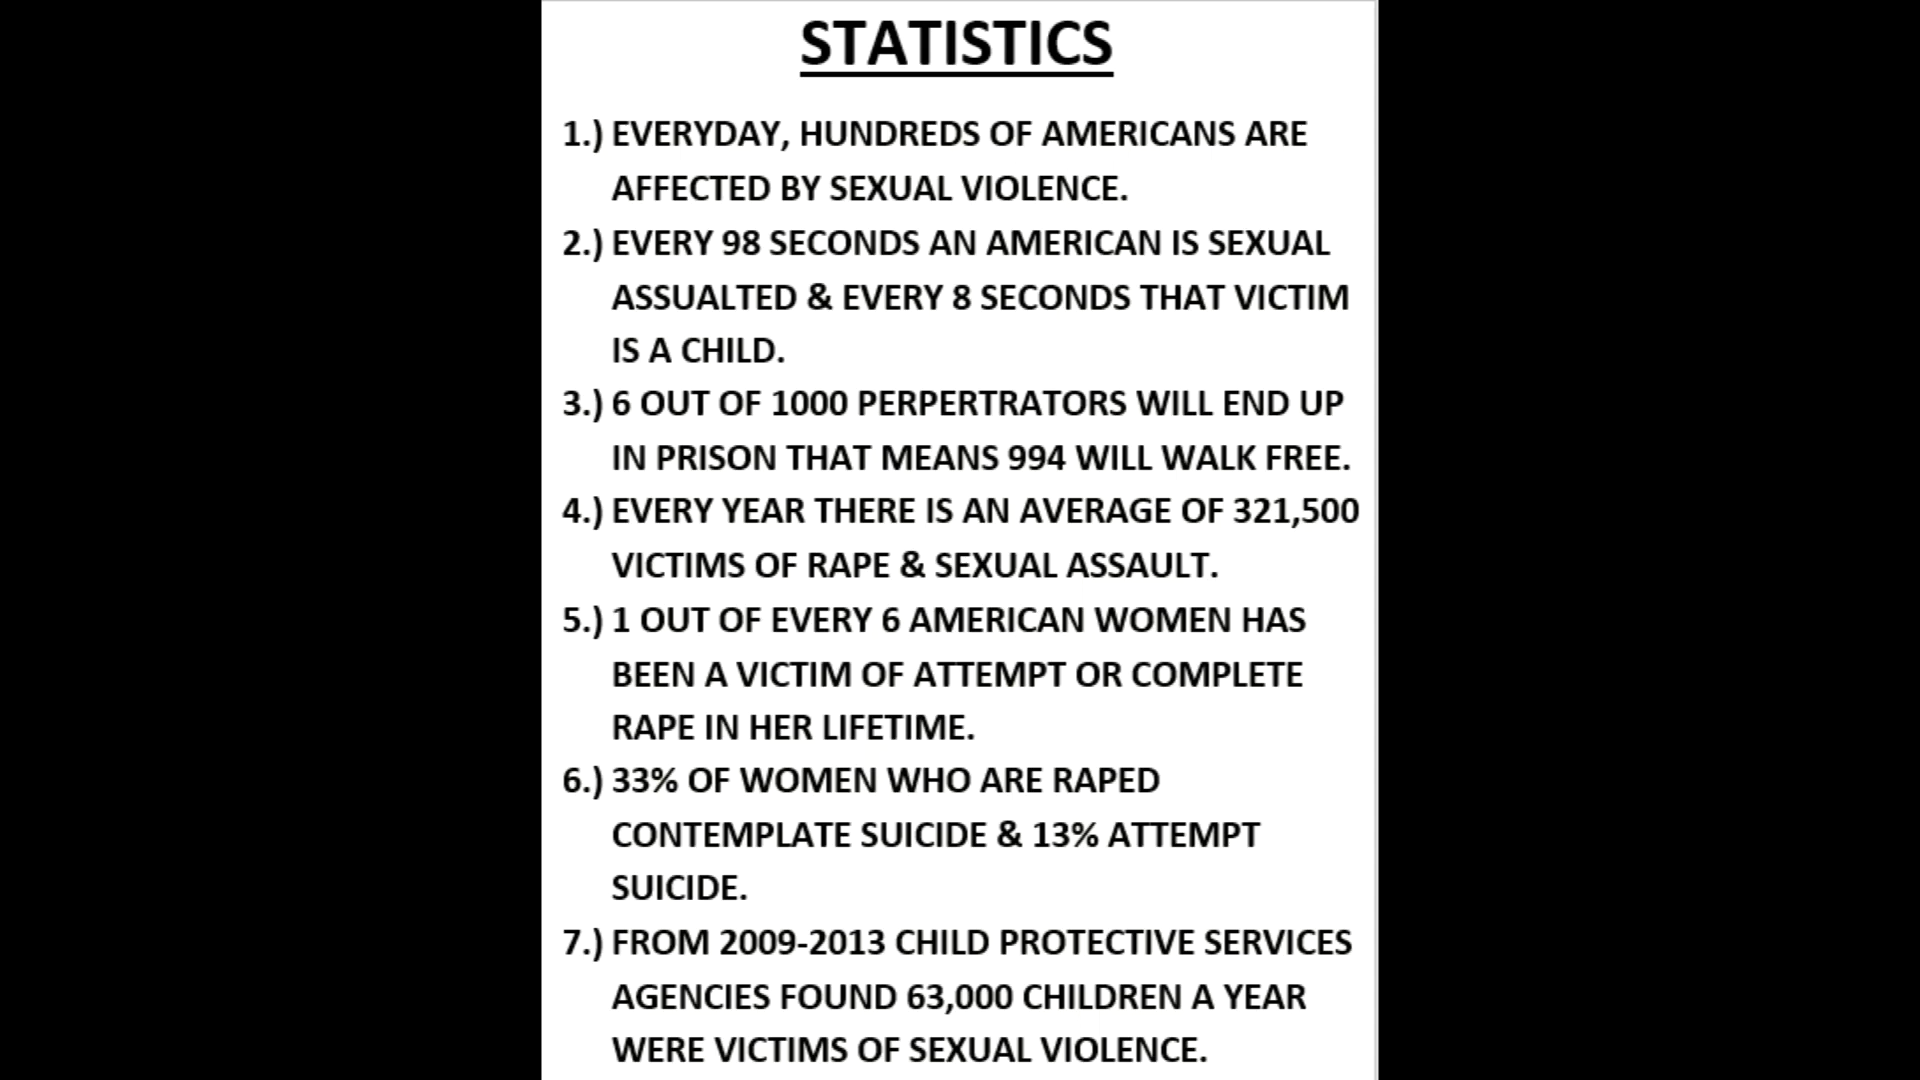 STATISTICS
1.) EVERYDAY, HUNDREDS OF AMERICANS ARE
AFFECTED BY SEXUAL VIOLENCE.
2.) EVERY 98 SECONDS AN AMERICAN IS SEXUAL
ASSUALTED & EVERY 8 SECONDS THAT VICTIM
IS A CHILD.
3.) 6 OUT OF 1000 PERPERTRATORS WILL END UP
IN PRISON THAT MEANS 994 WILL WALK FREE.
4.) EVERY YEAR THERE IS AN AVERAGE OF 321,500
VICTIMS OF RAPE & SEXUAL ASSAULT.
5.) 1 OUT OF EVERY 6 AMERICAN WOMEN HAS
BEEN A VICTIM OF ATTEMPT OR COMPLETE
RAPE IN HER LIFETIME.
6.) 33% OF WOMEN WHO ARE RAPED
CONTEMPLATE SUICIDE & 13% ATTEMPT
SUICIDE.
7.) FROM 2009-2013 CHILD PROTECTIVE SERVICES
AGENCIES FOUND 63,000 CHILDREN A YEAR
WERE VICTIMS OF SEXUAL VIOLENCE.